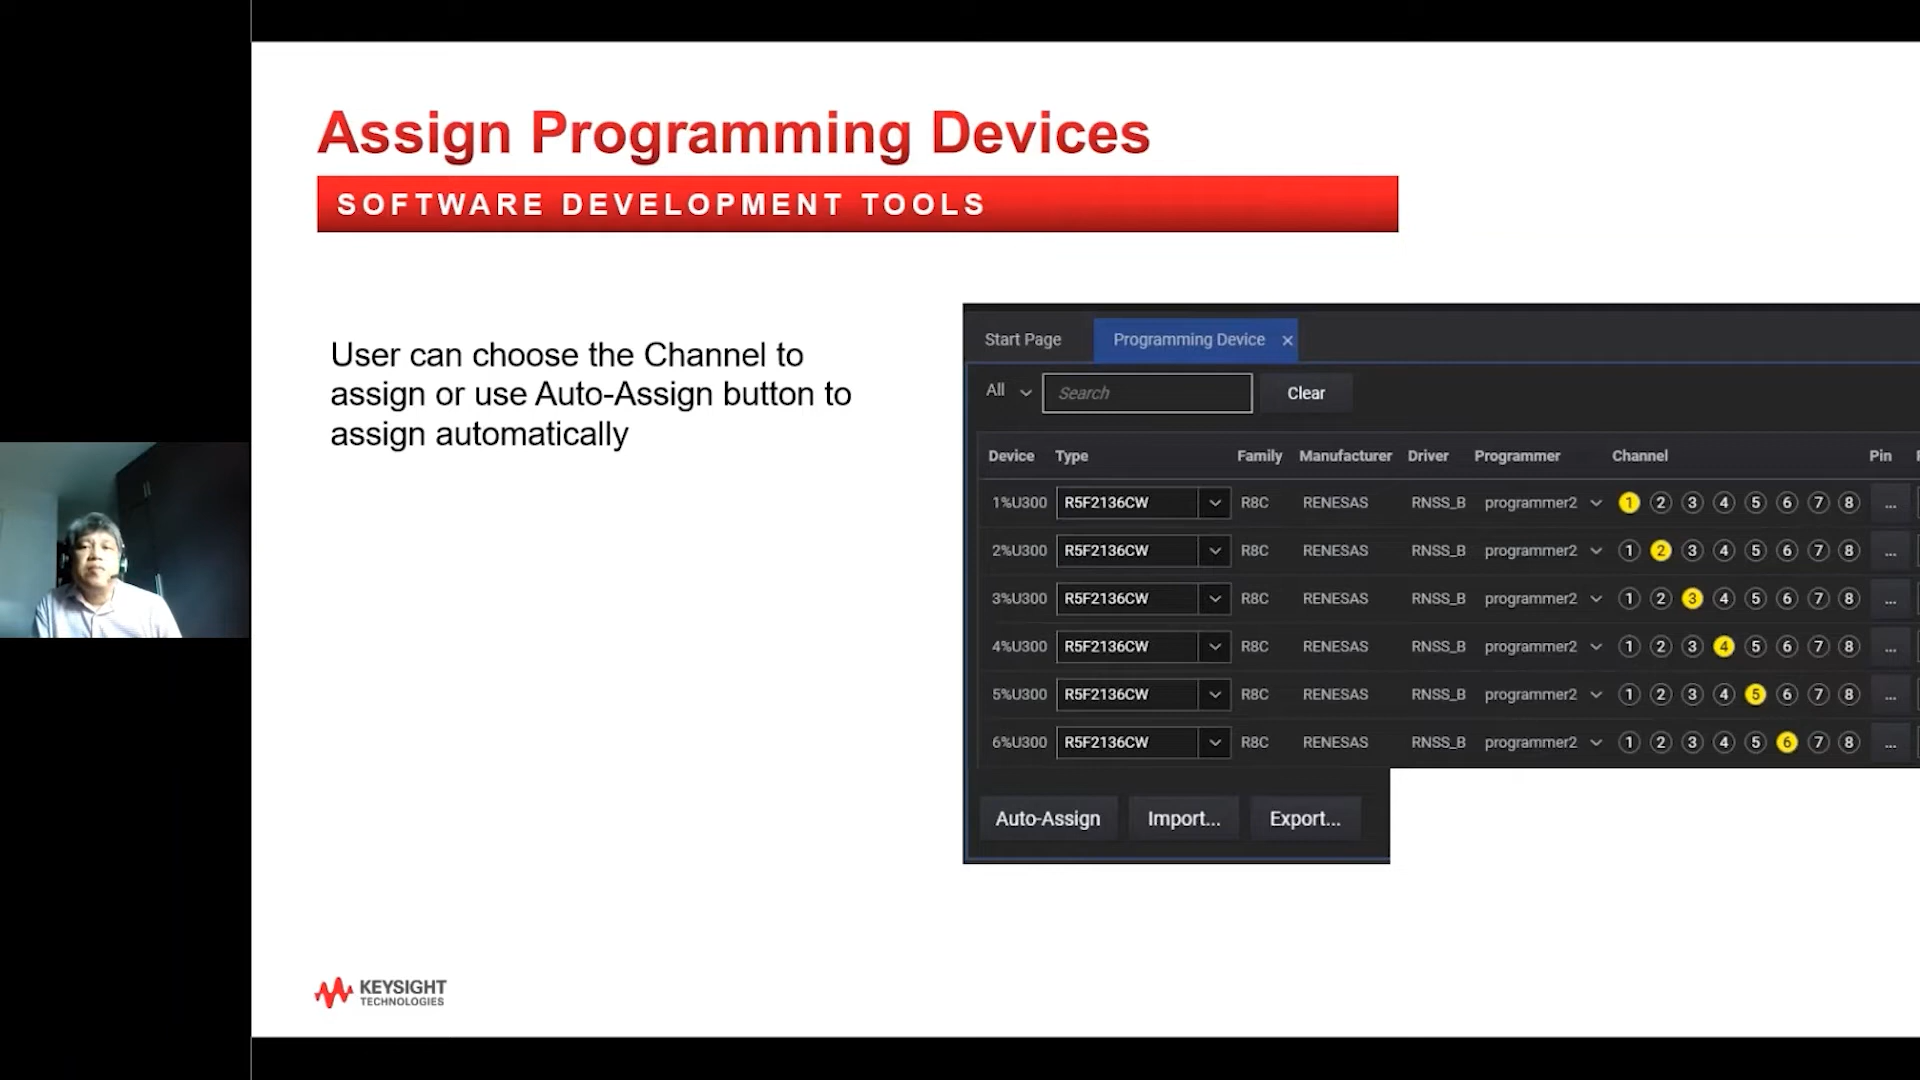 Assign Programming Devices
SOFTWARE DEVELOPMENT TOOLS
User can choose the Channel to
assign or use Auto-Assign button to
assign automatically
Start Page Programming Device ×
All Search Clear
Device Type Family Manufacturer Driver Programmer Channel Pin
1%U300 R5F2136CW R8C RENESAS RNSS_B programmer2 1 2 3 4 5 6 7 8 ...
2%U300 R5F2136CW R8C RENESAS RNSS_B programmer2 1 2 3 4 5 6 7 8 ...
3%U300 R5F2136CW R8C RENESAS RNSS_B programmer2 1 2 3 4 5 6 7 8 ...
4%U300 R5F2136CW R8C RENESAS RNSS_B programmer2 1 2 3 4 5 6 7 8 ...
5%U300 R5F2136CW R8C RENESAS RNSS_B programmer2 1 2 3 4 5 6 7 8 ...
6%U300 R5F2136CW R8C RENESAS RNSS_B programmer2 1 2 3 4 5 6 7 8 ...
Auto-Assign Import... Export...
KEYSIGHT
TECHNOLOGIES